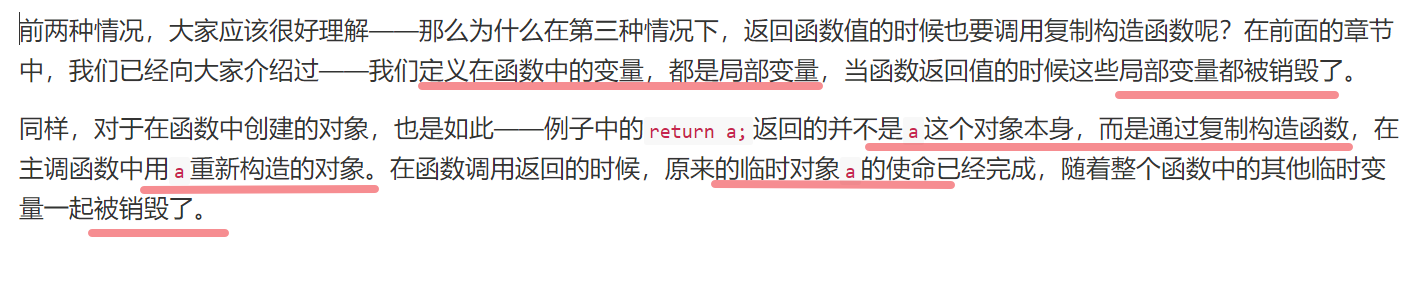 前两种情况，大家应该很好理解——那么为什么在第三种情况下，返回函数值的时候也要调用复制构造函数呢？在前面的章节
中，我们已经向大家介绍过——我们定义在函数中的变量，都是局部变量，当函数返回值的时候这些局部变量都被销毁了。
同样，对于在函数中创建的对象，也是如此——例子中的 return a; 返回的并不是 a 这个对象本身，而是通过复制构造函数，在
主调函数中用 a 重新构造的对象。在函数调用返回的时候，原来的临时对象 a 的使命已经完成，随着整个函数中的其他临时变
量一起被销毁了。